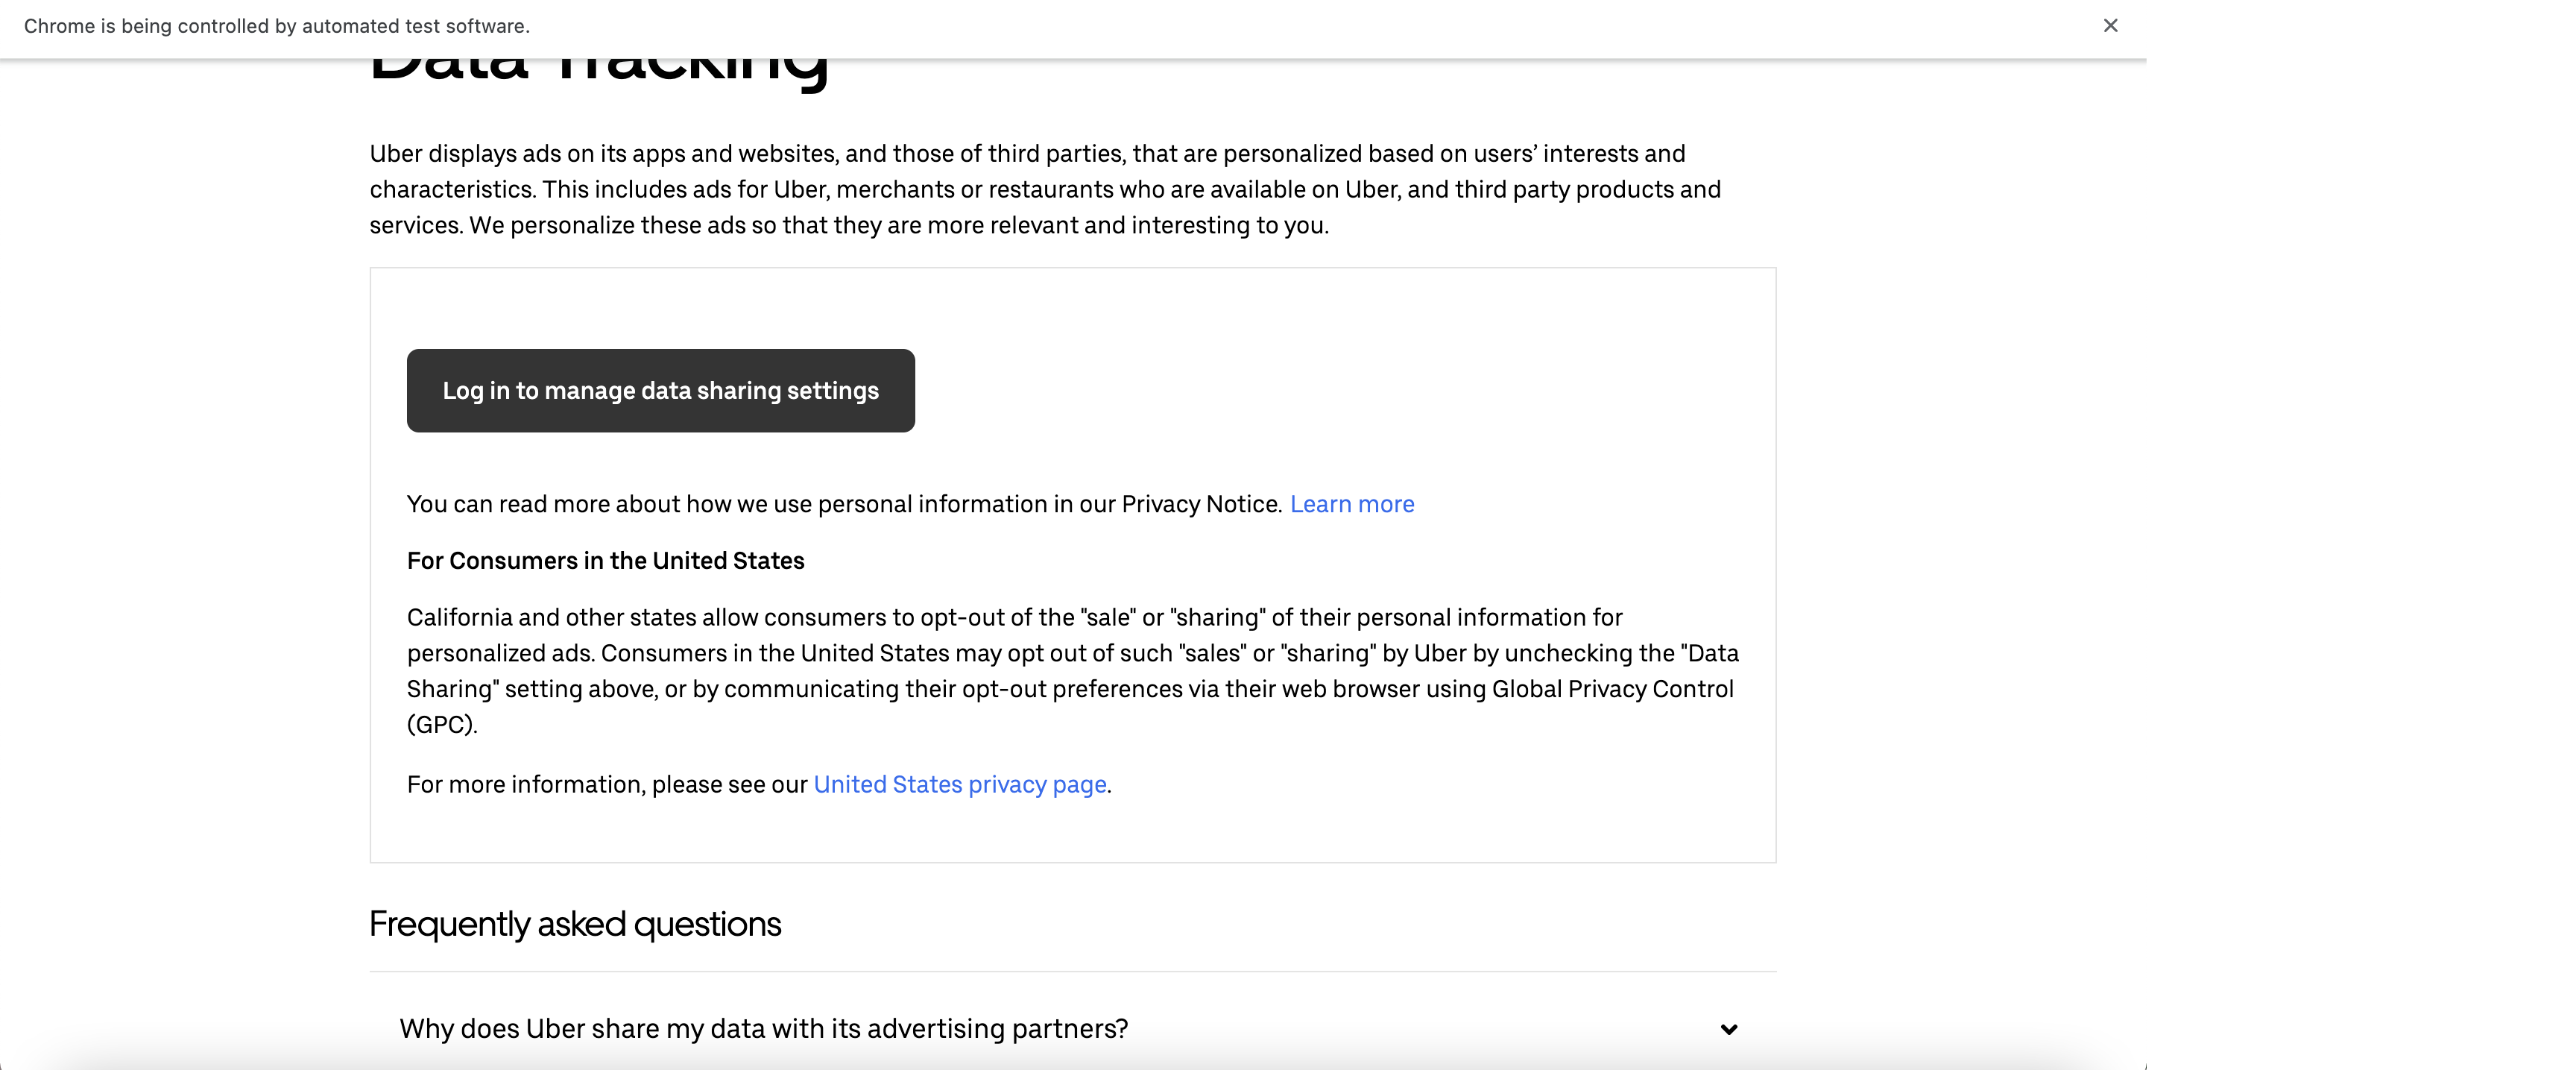 Chrome is being controlled by automated test software.
Data Tracking
Uber displays ads on its apps and websites, and those of third parties, that are personalized based on users’ interests and
characteristics. This includes ads for Uber, merchants or restaurants who are available on Uber, and third party products and
services. We personalize these ads so that they are more relevant and interesting to you.
Log in to manage data sharing settings
You can read more about how we use personal information in our Privacy Notice. Learn more
For Consumers in the United States
California and other states allow consumers to opt-out of the "sale" or "sharing" of their personal information for
personalized ads. Consumers in the United States may opt out of such "sales" or "sharing" by Uber by unchecking the "Data
Sharing" setting above, or by communicating their opt-out preferences via their web browser using Global Privacy Control
(GPC).
For more information, please see our United States privacy page.
Frequently asked questions
Why does Uber share my data with its advertising partners?